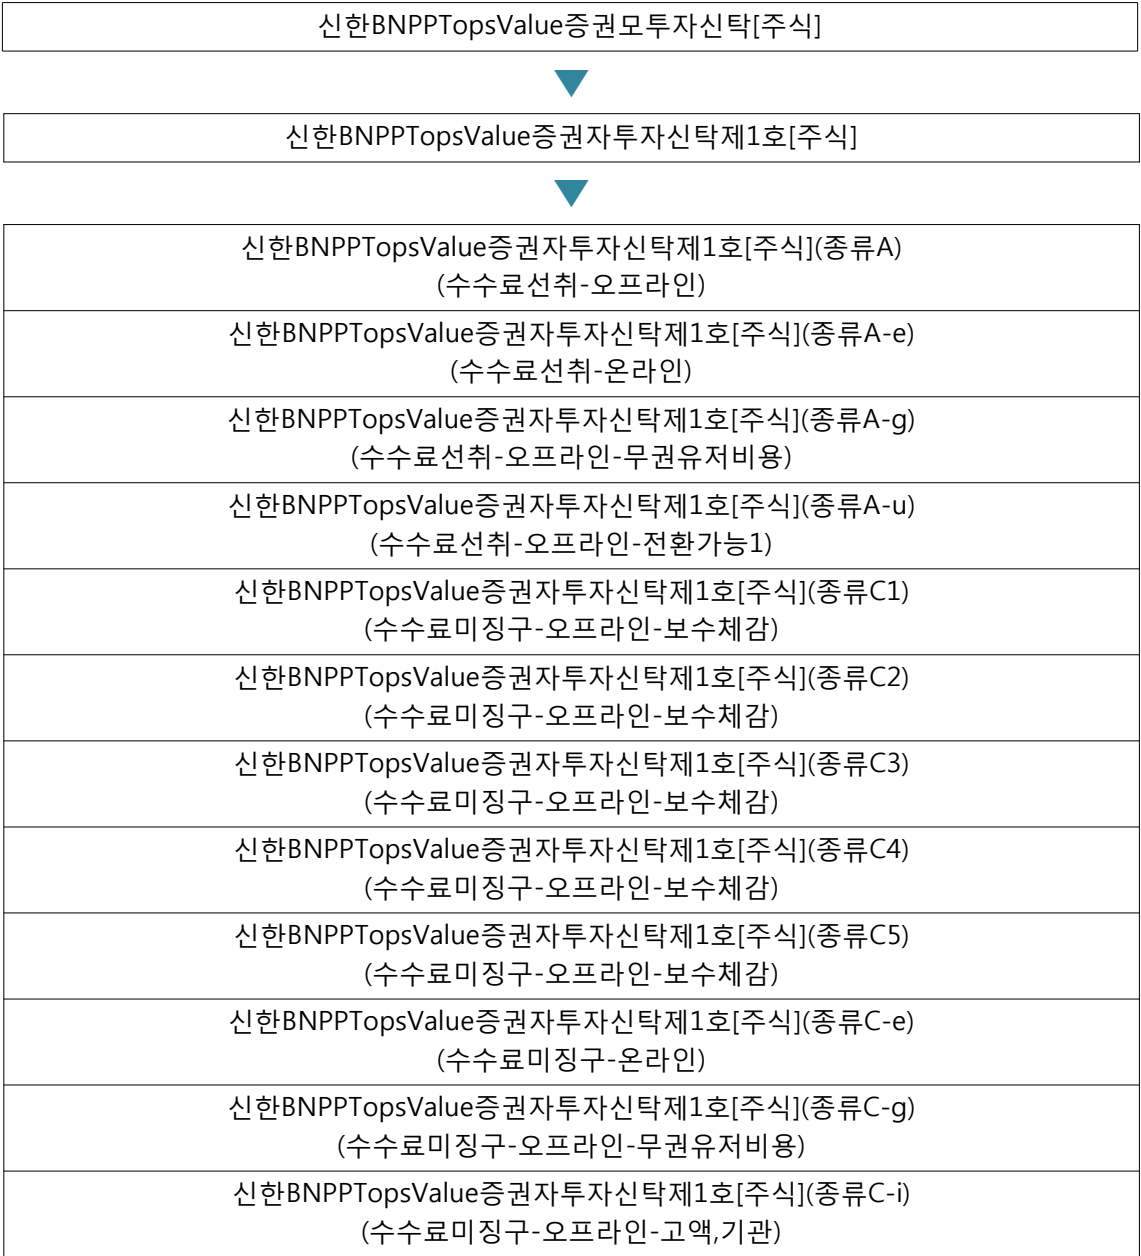 신한BNPPTopsValue증권모투자신탁[주식]
신한BNPPTopsValue증권자투자신탁제1호[주식]
신한BNPPTopsValue증권자투자신탁제1호[주식](종류A)
(수수료선취-오프라인)
신한BNPPTopsValue증권자투자신탁제1호[주식](종류A-e)
(수수료선취-온라인)
신한BNPPTopsValue증권자투자신탁제1호[주식](종류A-g)
(수수료선취-오프라인-무권유저비용)
신한BNPPTopsValue증권자투자신탁제1호[주식](종류A-u)
(수수료선취-오프라인-전환가능1)
신한BNPPTopsValue증권자투자신탁제1호[주식](종류C1)
(수수료미징구-오프라인-보수체감)
신한BNPPTopsValue증권자투자신탁제1호[주식](종류C2)
(수수료미징구-오프라인-보수체감)
신한BNPPTopsValue증권자투자신탁제1호[주식](종류C3)
(수수료미징구-오프라인-보수체감)
신한BNPPTopsValue증권자투자신탁제1호[주식](종류C4)
(수수료미징구-오프라인-보수체감)
신한BNPPTopsValue증권자투자신탁제1호[주식](종류C5)
(수수료미징구-오프라인-보수체감)
신한BNPPTopsValue증권자투자신탁제1호[주식](종류C-e)
(수수료미징구-온라인)
신한BNPPTopsValue증권자투자신탁제1호[주식](종류C-g)
(수수료미징구-오프라인-무권유저비용)
신한BNPPTopsValue증권자투자신탁제1호[주식](종류C-i)
(수수료미징구-오프라인-고액,기관)